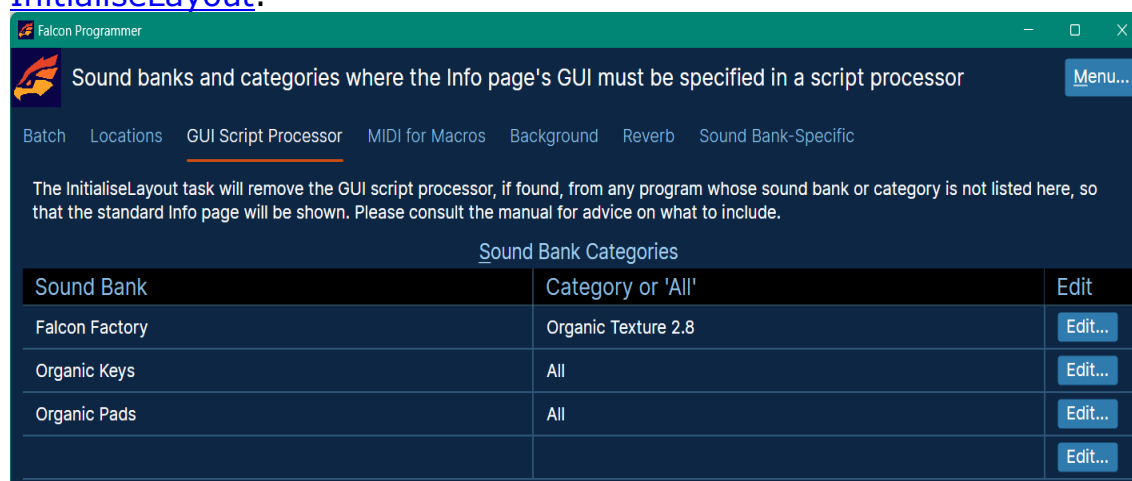 InitialiseLayout.
Falcon Programmer
Sound banks and categories where the Info page's GUI must be specified in a script processor
Menu...
Batch Locations GUI Script Processor MIDI for Macros Background Reverb Sound Bank-Specific
The InitialiseLayout task will remove the GUI script processor, if found, from any program whose sound bank or category is not listed here, so
that the standard Info page will be shown. Please consult the manual for advice on what to include.
Sound Bank Categories
Sound Bank Category or 'All' Edit
Falcon Factory Organic Texture 2.8 Edit...
Organic Keys All Edit...
Organic Pads All Edit...
Edit...